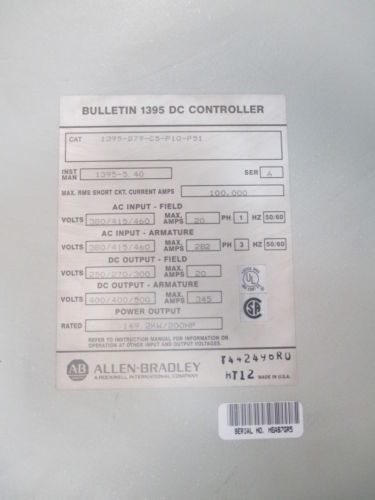 BULLETIN 1395 DC CONTROLLER
CAT 1395-B79-C5-P10-P51
INST MAN 1395-5.40 SER A
MAX. RMS SHORT CKT. CURRENT AMPS 100,000
AC INPUT - FIELD
VOLTS 380/415/460 MAX. AMPS 20 PH 1 HZ 50/60
AC INPUT - ARMATURE
VOLTS 380/415/460 MAX. AMPS 282 PH 3 HZ 50/60
DC OUTPUT - FIELD
VOLTS 250/270/300 MAX. AMPS 20
DC OUTPUT - ARMATURE
VOLTS 400/400/500 MAX. AMPS 345
POWER OUTPUT
RATED 149.2KW/200HP
REFER TO INSTRUCTION MANUAL FOR INFORMATION ON
OPERATION AT OTHER INPUT AND OUTPUT VOLTAGES.
AB ALLEN-BRADLEY
A ROCKWELL INTERNATIONAL COMPANY
MT12 MADE IN U.S.A.
SERIAL NO. MGAB7GR5